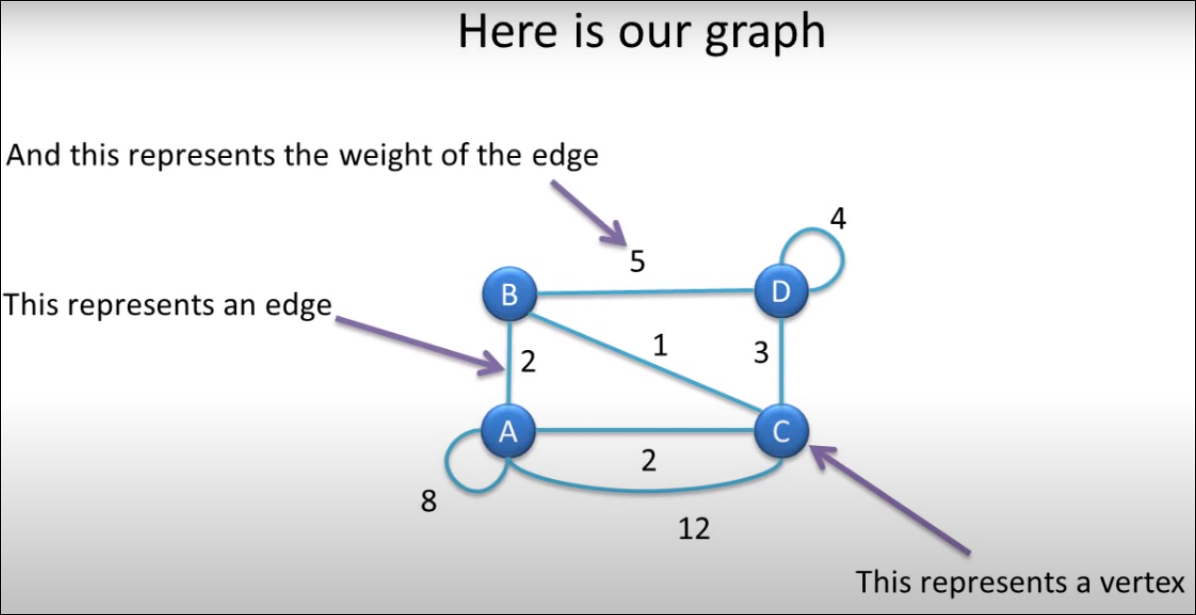 Here is our graph
And this represents the weight of the edge
4
5
B
D
This represents an edge
1
3
2
A
C
2
8
12
This represents a vertex